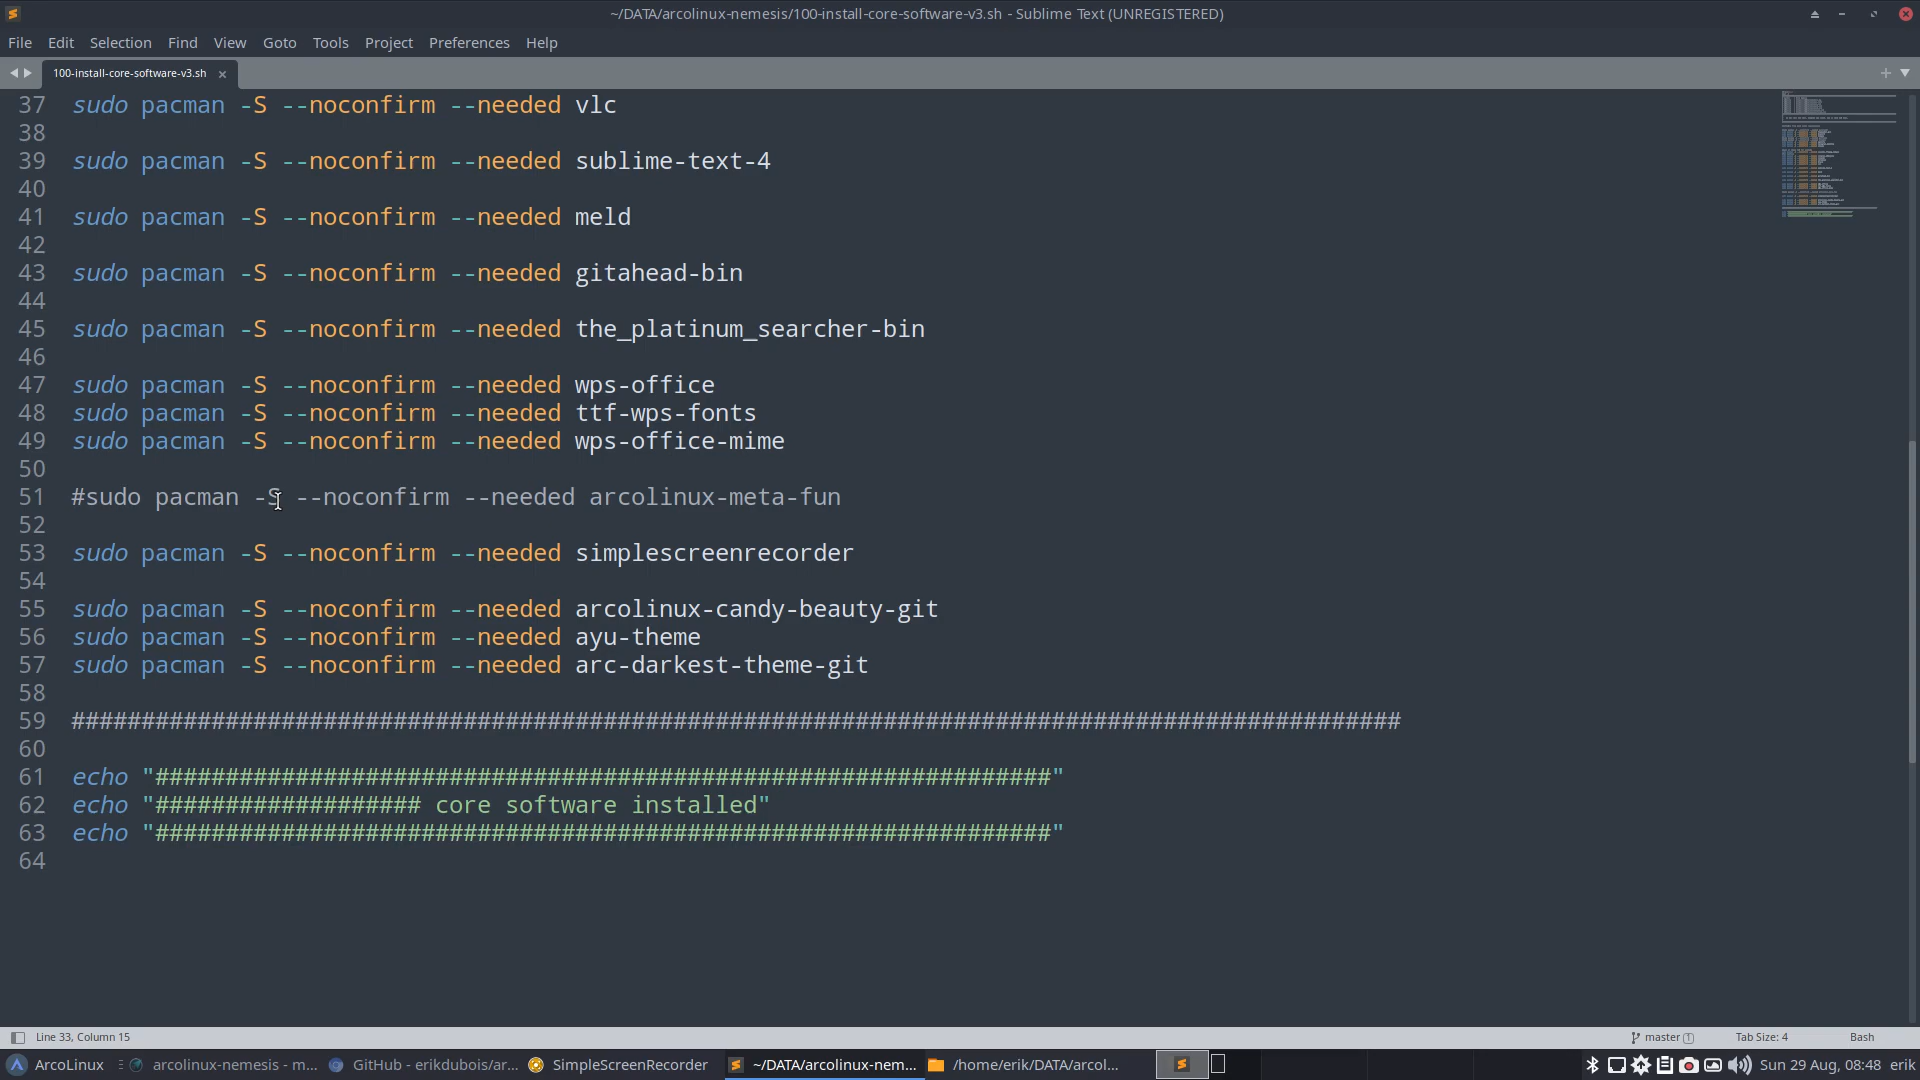 ~/DATA/arcolinux-nemesis/100-install-core-software-v3.sh - Sublime Text (UNREGISTERED)
File Edit Selection Find View Goto Tools Project Preferences Help
100-install-core-software-v3.sh ×
37 sudo pacman -S --noconfirm --needed vlc
38
39 sudo pacman -S --noconfirm --needed sublime-text-4
40
41 sudo pacman -S --noconfirm --needed meld
42
43 sudo pacman -S --noconfirm --needed gitahead-bin
44
45 sudo pacman -S --noconfirm --needed the_platinum_searcher-bin
46
47 sudo pacman -S --noconfirm --needed wps-office
48 sudo pacman -S --noconfirm --needed ttf-wps-fonts
49 sudo pacman -S --noconfirm --needed wps-office-mime
50
51 #sudo pacman -S --noconfirm --needed arcolinux-meta-fun
52
53 sudo pacman -S --noconfirm --needed simplescreenrecorder
54
55 sudo pacman -S --noconfirm --needed arcolinux-candy-beauty-git
56 sudo pacman -S --noconfirm --needed ayu-theme
57 sudo pacman -S --noconfirm --needed arc-darkest-theme-git
58
59 ###############################################################################################
60
61 echo "################################################################"
62 echo "################### core software installed"
63 echo "################################################################"
64
Line 33, Column 15 master 1 Tab Size: 4 Bash
ArcoLinux arcolinux-nemesis - m... GitHub - erikdubois/ar... SimpleScreenRecorder ~/DATA/arcolinux-nem... /home/erik/DATA/arcol... Sun 29 Aug, 08:48 erik